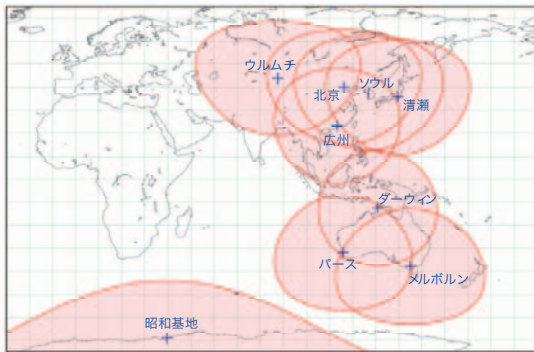 ウルムチ
北京
ソウル
清瀬
広州
ダーウィン
パース
メルボルン
昭和基地